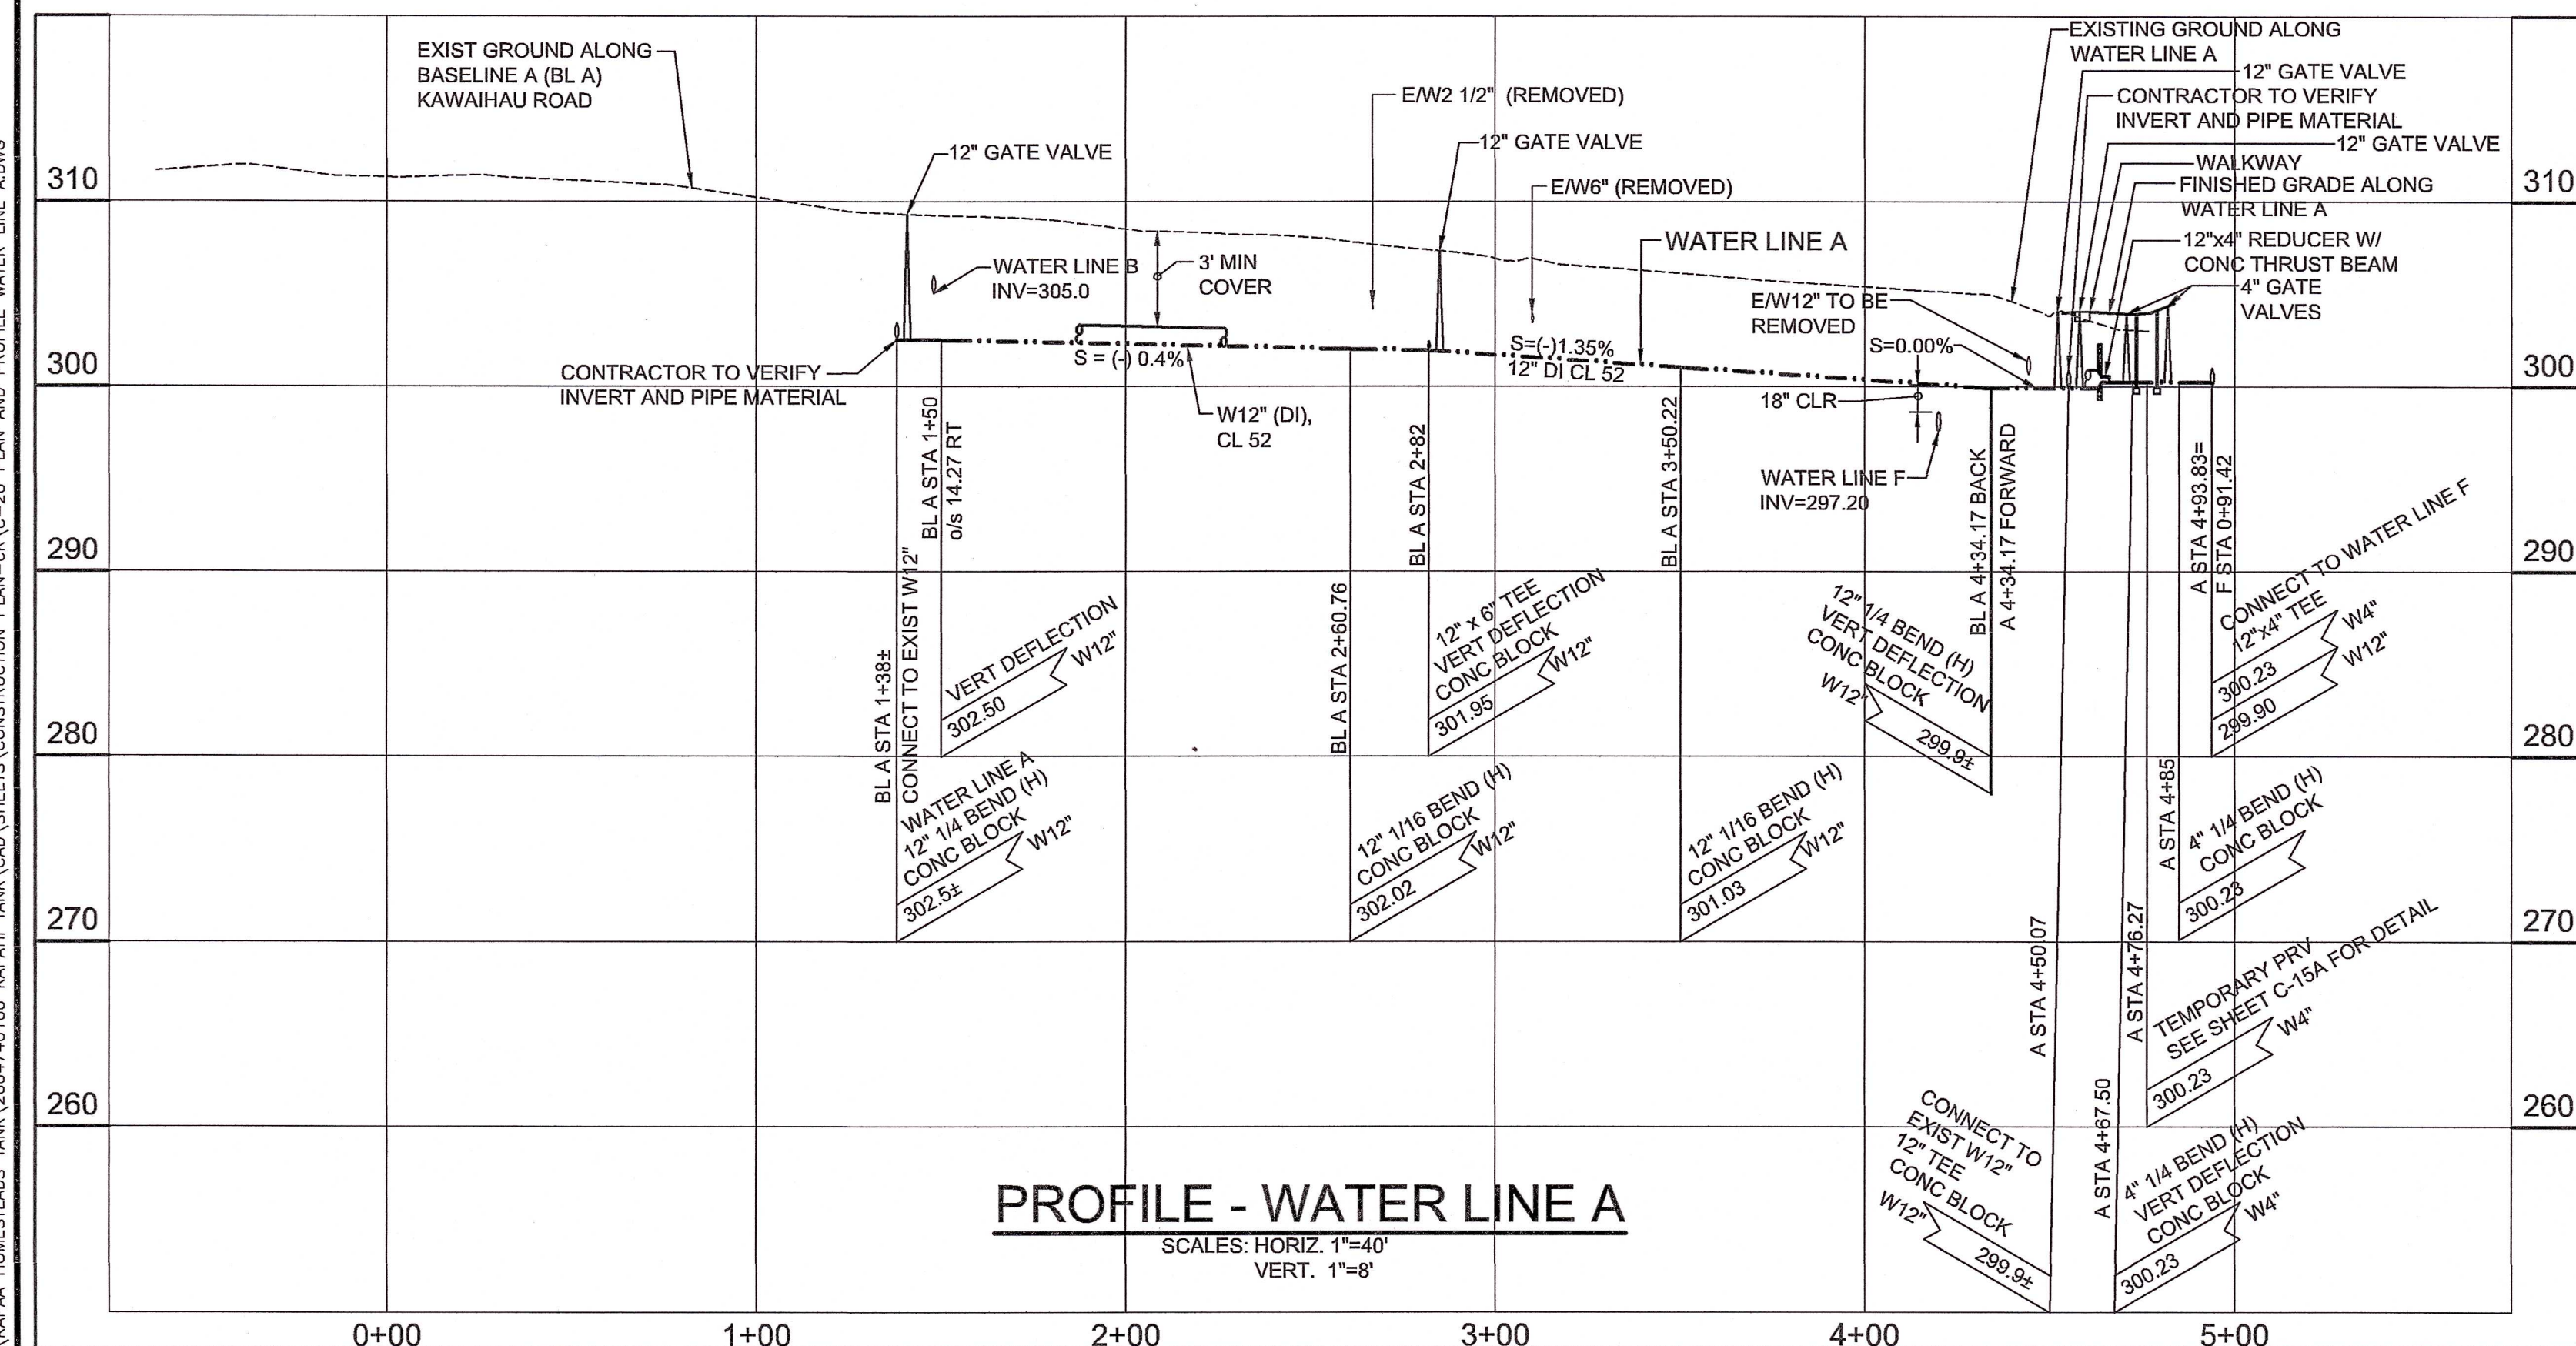 EXIST GROUND ALONG
BASELINE A (BL A)
KAWAIHAU ROAD
12" GATE VALVE
WATER LINE B
INV=305.0
3' MIN
COVER
E/W2 1/2" (REMOVED)
12" GATE VALVE
E/W6" (REMOVED)
WATER LINE A
E/W12" TO BE
REMOVED
S=0.00%
EXISTING GROUND ALONG
WATER LINE A
12" GATE VALVE
CONTRACTOR TO VERIFY
INVERT AND PIPE MATERIAL
12" GATE VALVE
WALKWAY
FINISHED GRADE ALONG
WATER LINE A
12"x4" REDUCER W/
CONC THRUST BEAM
4" GATE
VALVES
310
300
290
280
270
260
310
300
290
280
270
260
CONTRACTOR TO VERIFY
INVERT AND PIPE MATERIAL
S = (-) 0.4%
W12" (DI),
CL 52
S=(-)1.35%
12" DI CL 52
18" CLR
WATER LINE F
INV=297.20
BL A STA 1+38±
CONNECT TO EXIST W12"
WATER LINE A
12" 1/4 BEND (H)
CONC BLOCK
W12"
302.5±
BL A STA 1+50
o/s 14.27 RT
VERT DEFLECTION
W12"
302.50
BL A STA 2+60.76
12" 1/16 BEND (H)
CONC BLOCK
W12"
302.02
BL A STA 2+82
12" x 6" TEE
VERT DEFLECTION
CONC BLOCK
W12"
301.95
BL A STA 3+50.22
12" 1/16 BEND (H)
CONC BLOCK
W12"
301.03
BL A 4+34.17 BACK
A 4+34.17 FORWARD
12" 1/4 BEND (H)
VERT DEFLECTION
CONC BLOCK
W12"
299.9±
A STA 4+50.07
CONNECT TO
EXIST W12"
12" TEE
CONC BLOCK
W12"
299.9±
A STA 4+67.50
4" 1/4 BEND (H)
VERT DEFLECTION
CONC BLOCK
W4"
300.23
A STA 4+76.27
TEMPORARY PRV
SEE SHEET C-15A FOR DETAIL
W4"
300.23
A STA 4+85
4" 1/4 BEND (H)
CONC BLOCK
300.23
A STA 4+93.83=
F STA 0+91.42
CONNECT TO WATER LINE F
12"x4" TEE
W4"
300.23
W12"
299.90
PROFILE - WATER LINE A
SCALES: HORIZ. 1"=40'
VERT. 1"=8'
0+00
1+00
2+00
3+00
4+00
5+00